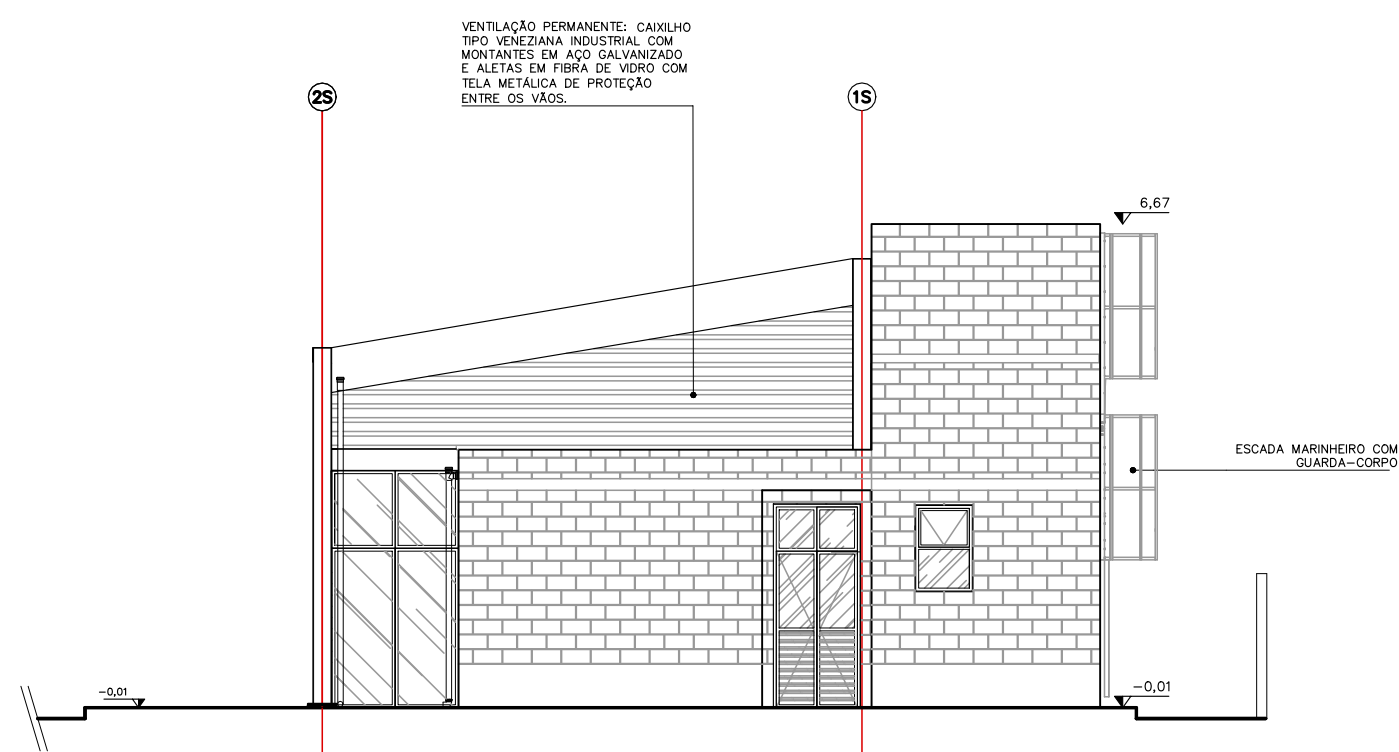 VENTILAÇÃO PERMANENTE: CAIXILHO
TIPO VENEZIANA INDUSTRIAL COM
MONTANTES EM AÇO GALVANIZADO
E ALETAS EM FIBRA DE VIDRO COM
TELA METÁLICA DE PROTEÇÃO
ENTRE OS VÃOS.
2S
1S
6,67
ESCADA MARINHEIRO COM
GUARDA-CORPO
-0,01
-0,01